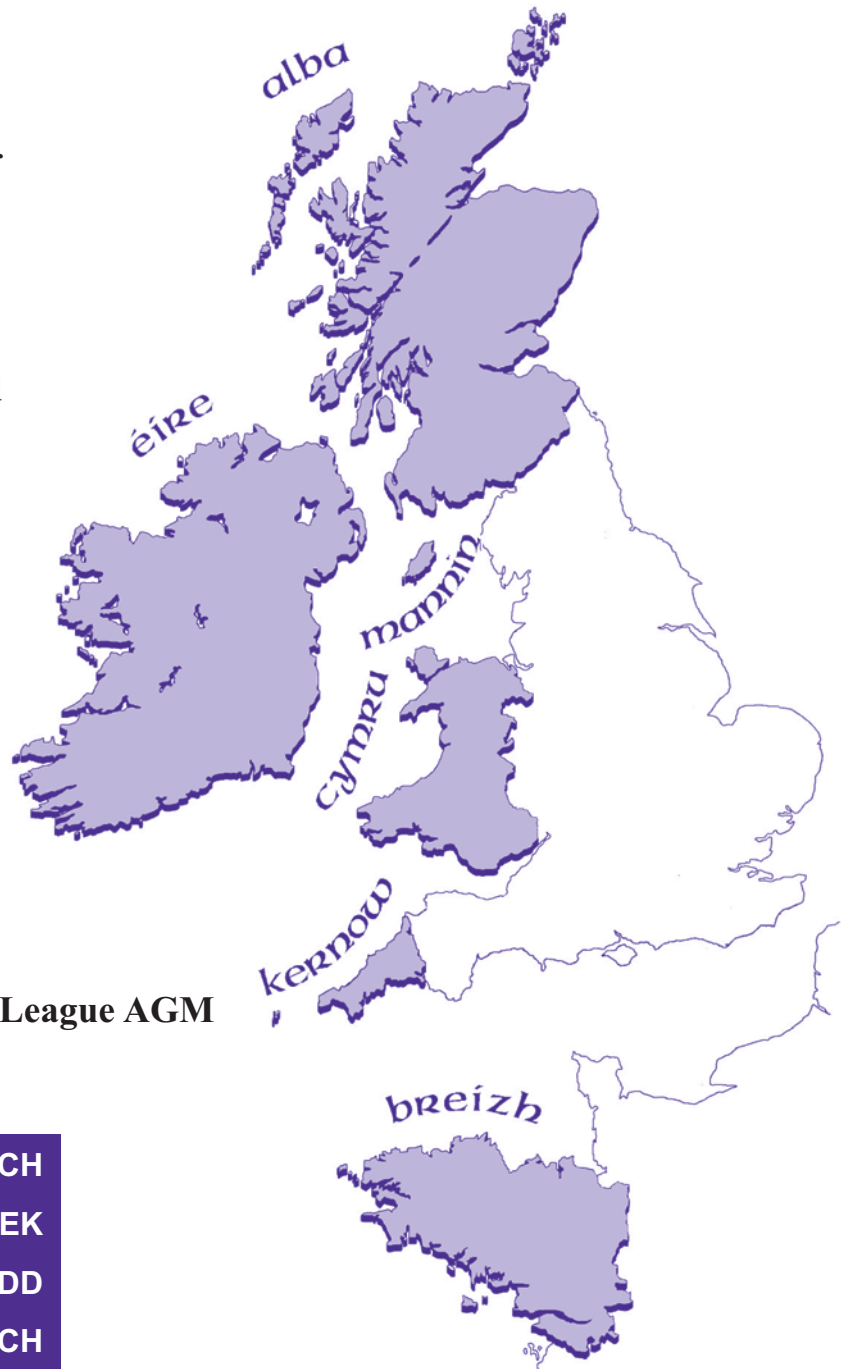 alba
éire
mannin
cymru
kernow
League AGM
breizh
CH
EK
DD
CH